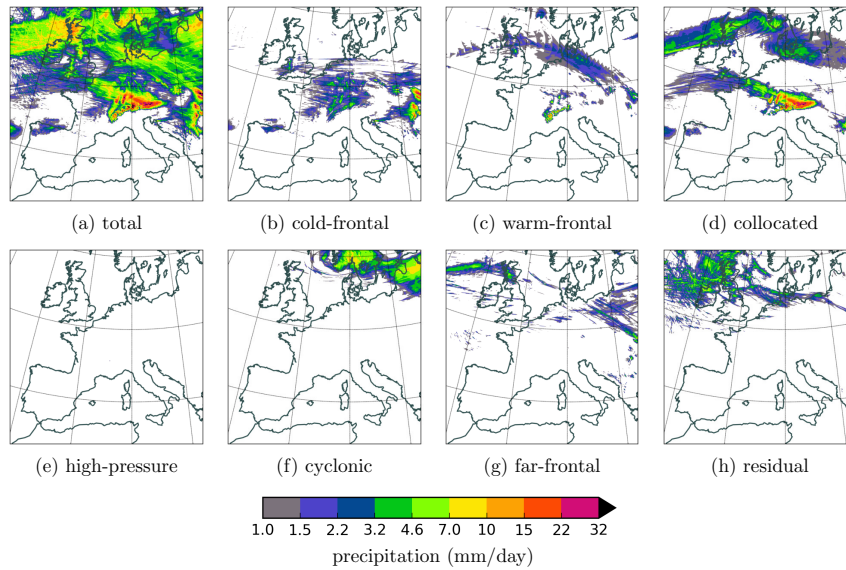 (a) total
(b) cold-frontal
(c) warm-frontal
(d) collocated
(e) high-pressure
(f) cyclonic
(g) far-frontal
(h) residual
1.0 1.5 2.2 3.2 4.6 7.0 10 15 22 32
precipitation (mm/day)